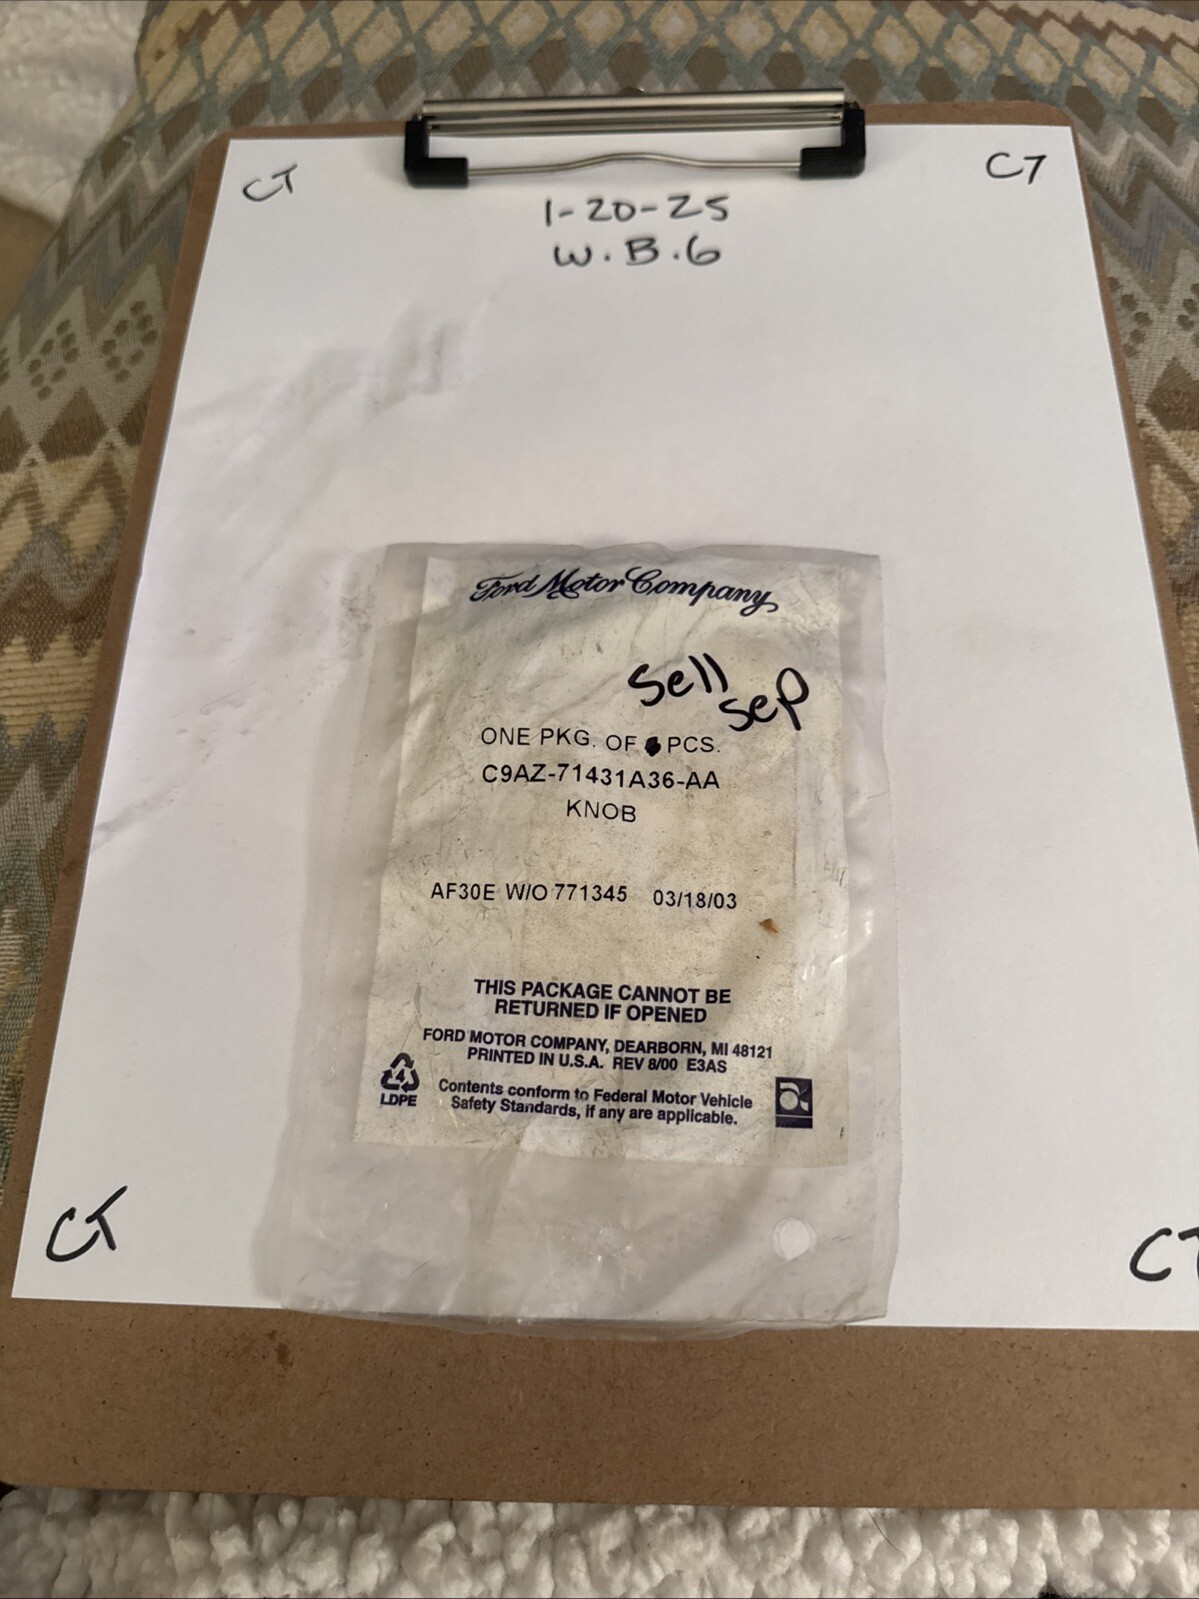 CT
CT
1-20-25
W.B.6
Ford Motor Company
Sell
sep
ONE PKG. OF PCS.
C9AZ-71431A36-AA
KNOB
AF30E W/O 771345 03/18/03
THIS PACKAGE CANNOT BE
RETURNED IF OPENED
FORD MOTOR COMPANY, DEARBORN, MI 48121
PRINTED IN U.S.A. REV 8/00 E3AS
4
LDPE
Contents conform to Federal Motor Vehicle
Safety Standards, if any are applicable.
a
CT
CT